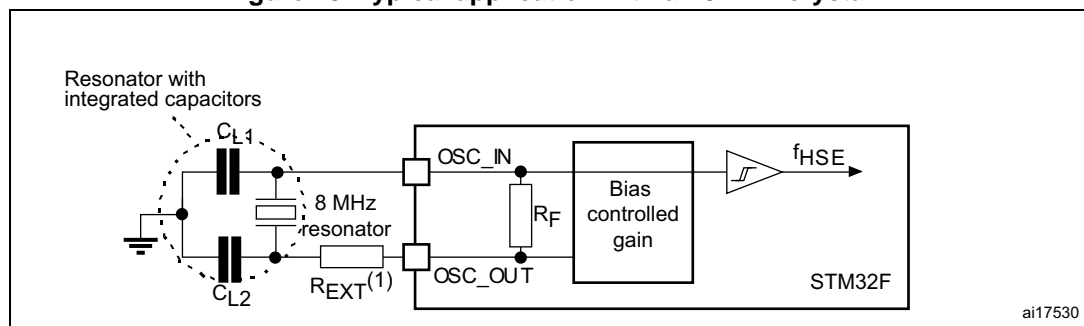 Resonator with
integrated capacitors
CL1
OSC_IN
fHSE
8 MHz
resonator
RF
Bias
controlled
gain
OSC_OUT
STM32F
REXT(1)
CL2
ai17530